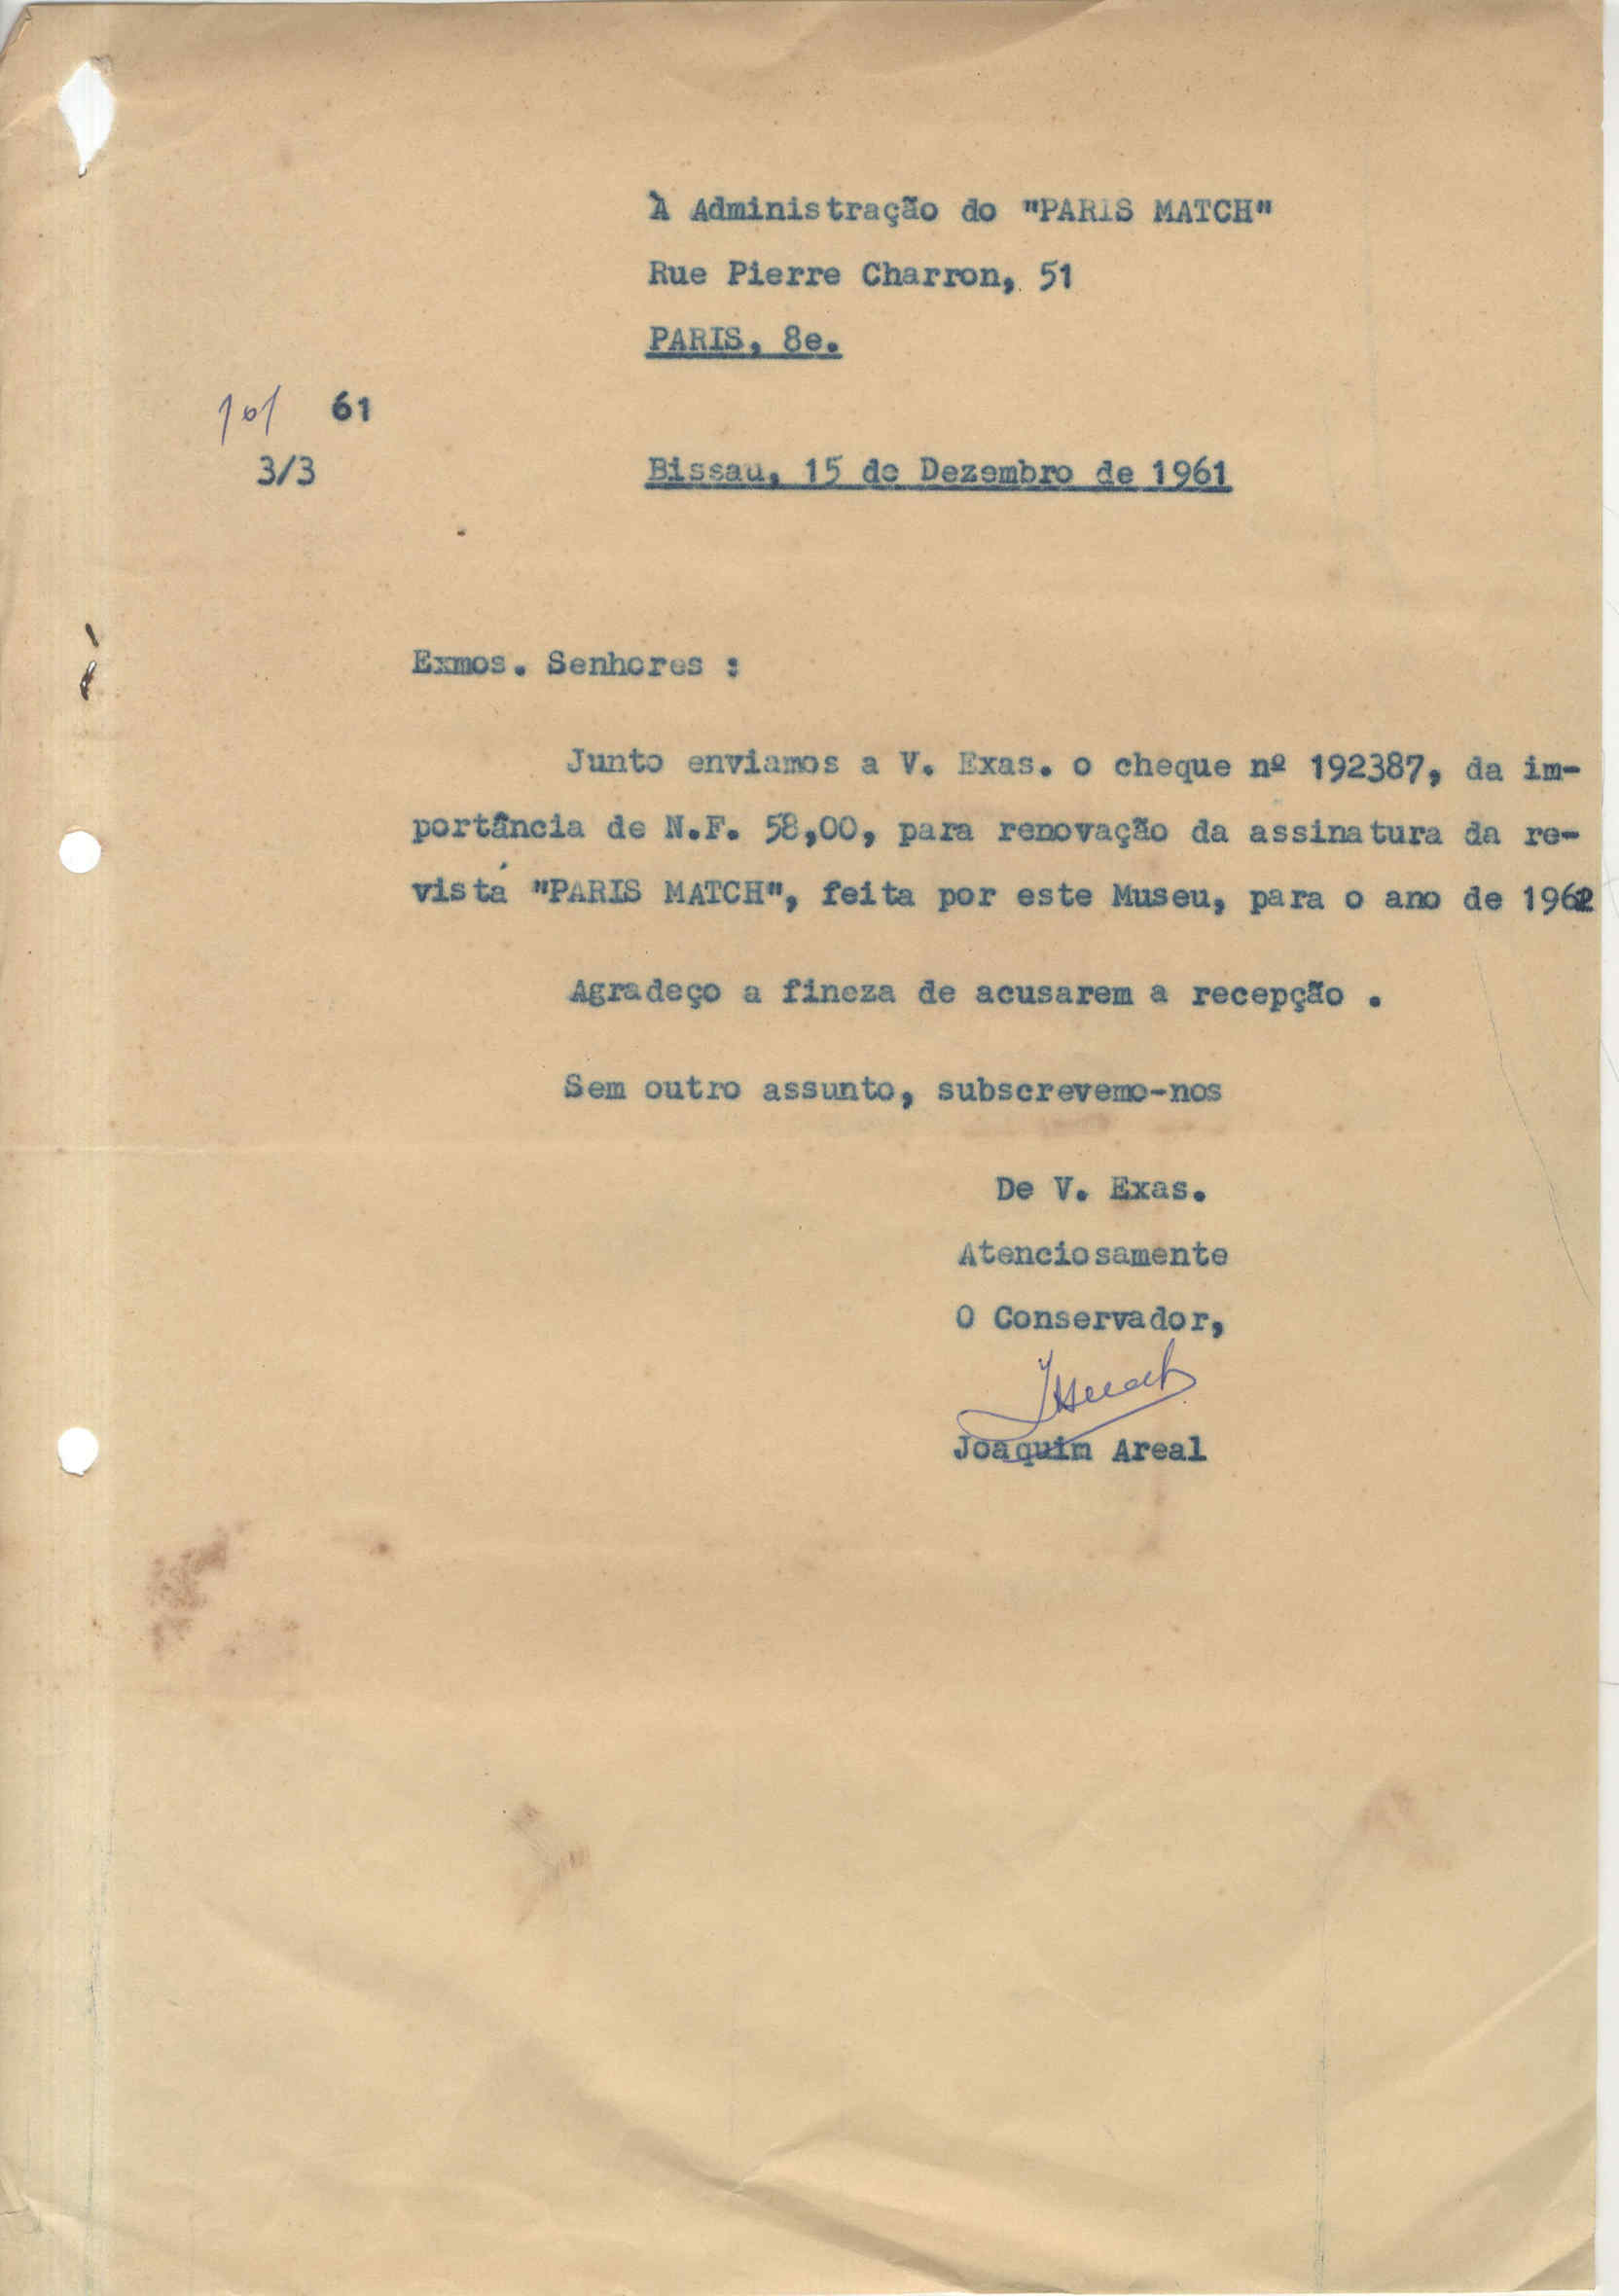 À Administração do "PARIS MATCH"
Rue Pierre Charron, 51
PARIS, 8e.
101 61
3/3
Bissau, 15 de Dezembro de 1961
Exmos. Senhores :
Junto enviamos a V. Exas. o cheque nº 192387, da im-
portância de N.F. 58,00, para renovação da assinatura da re-
vista "PARIS MATCH", feita por este Museu, para o ano de 1962
Agradeço a fineza de acusarem a recepção .
Sem outro assunto, subscrevemo-nos
De V. Exas.
Atenciosamente
O Conservador,
Joaquim Areal